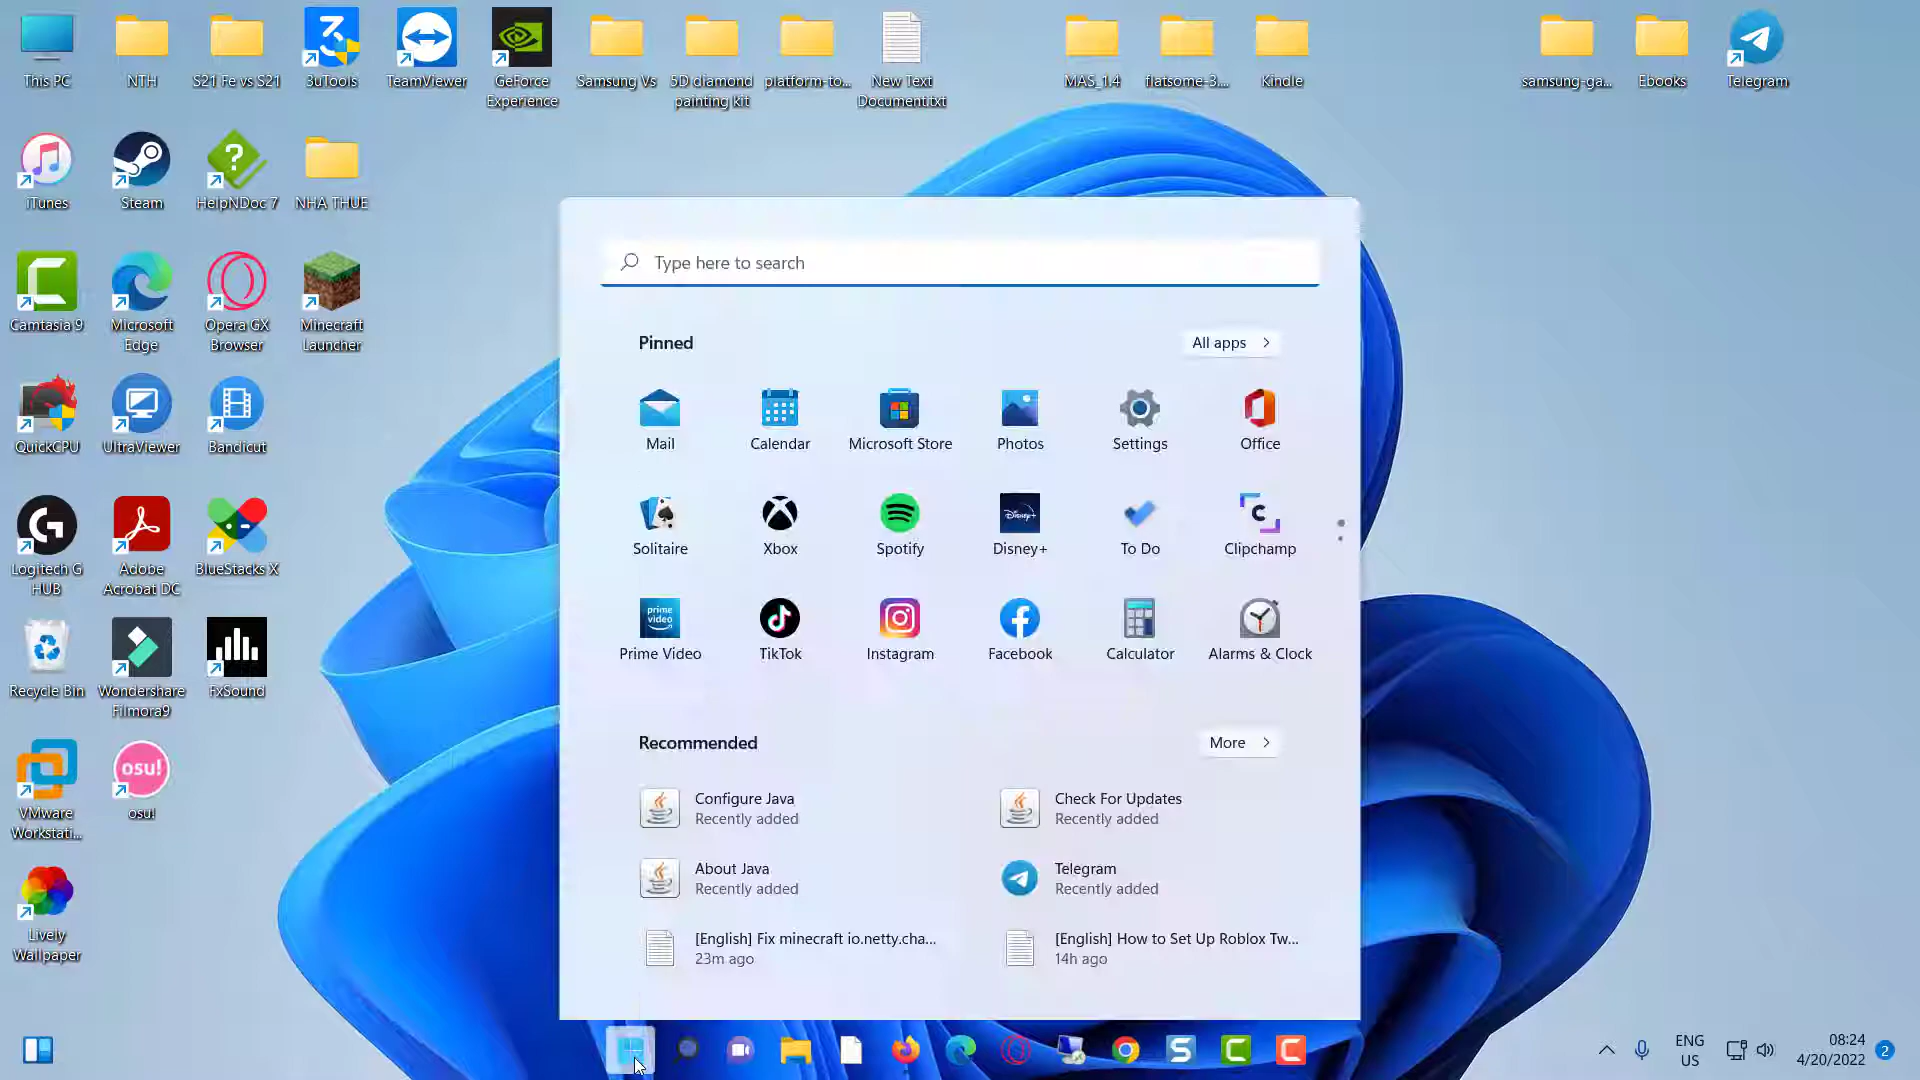 This PC
NTH
S21 Fe vs S21
3uTools
TeamViewer
GeForce
Experience
Samsung Vs
5D diamond
painting kit
platform-to...
New Text
Document.txt
MAS_1.4
flatsome-3....
Kindle
samsung-ga...
Ebooks
Telegram
iTunes
Steam
HelpNDoc 7
NHA THUE
Camtasia 9
Microsoft
Edge
Opera GX
Browser
Minecraft
Launcher
QuickCPU
UltraViewer
Bandicut
Logitech G
HUB
Adobe
Acrobat DC
BlueStacks X
Recycle Bin
Wondershare
Filmora9
FxSound
VMware
Workstati...
osu!
osu!
Lively
Wallpaper
Type here to search
Pinned
All apps
Mail
Calendar
Microsoft Store
Photos
Settings
Office
Solitaire
Xbox
Spotify
Disney+
Disney+
To Do
Clipchamp
prime
video
Prime Video
TikTok
Instagram
Facebook
Calculator
Alarms & Clock
Recommended
More
Configure Java
Recently added
Check For Updates
Recently added
About Java
Recently added
Telegram
Recently added
[English] Fix minecraft io.netty.cha...
23m ago
[English] How to Set Up Roblox Tw...
14h ago
ENG
US
08:24
4/20/2022
2